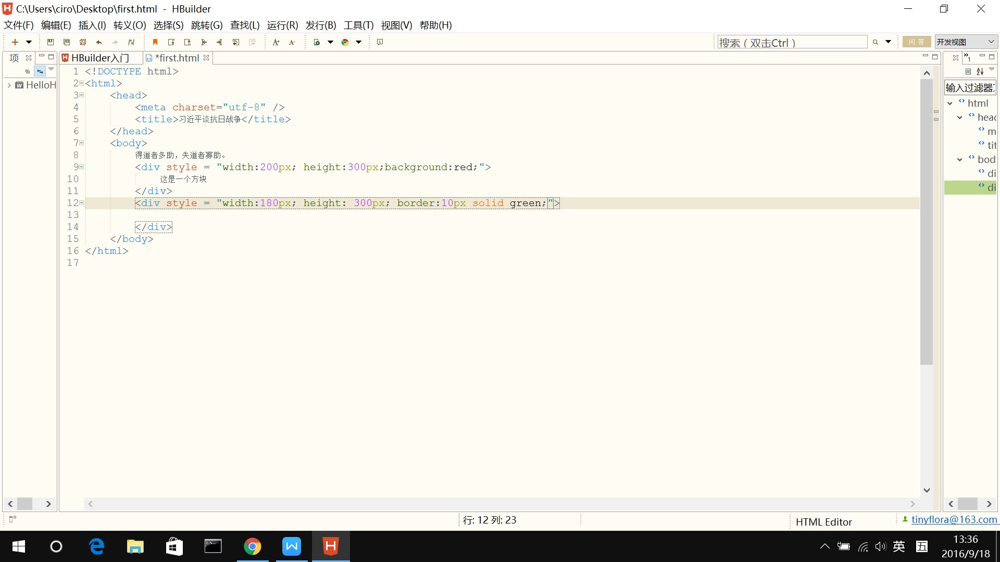 C:\Users\ciro\Desktop\first.html - HBuilder
文件(F) 编辑(E) 插入(I) 转义(O) 选择(S) 跳转(G) 查找(L) 运行(R) 发行(B) 工具(T) 视图(V) 帮助(H)
搜索（双击Ctrl） 问答 开发视图
项 HBuilder入门 *first.html
HelloH
1 <!DOCTYPE html>
2 <html>
3 <head>
4 <meta charset="utf-8" />
5 <title>习近平谈抗日战争</title>
6 </head>
7 <body>
8 得道者多助，失道者寡助。
9 <div style = "width:200px; height:300px;background:red;">
10 这是一个方块
11 </div>
12 <div style = "width:180px; height: 300px; border:10px solid green;">
13
14 </div>
15 </body>
16 </html>
17
输入过滤器
html
head
m
tit
bod
di
di
行: 12 列: 23
HTML Editor
tinyflora@163.com
英 五
13:36
2016/9/18